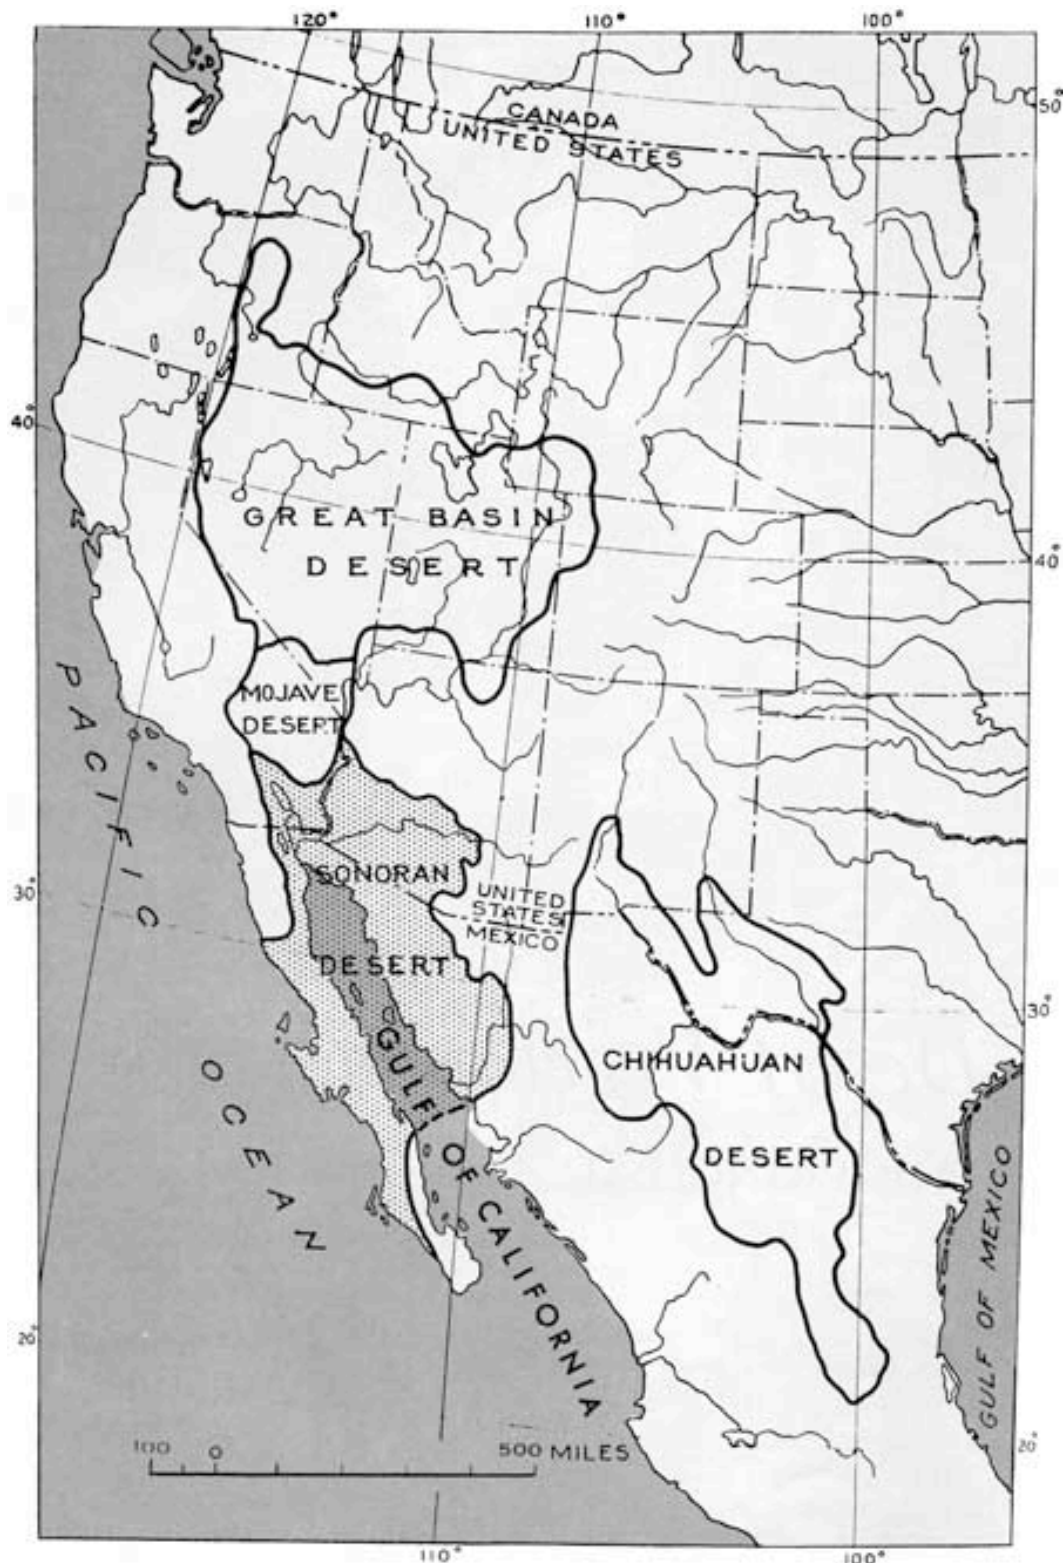 120°
110°
100°
50°
CANADA
UNITED STATES
40°
GREAT BASIN
DESERT
40°
MOJAVE
DESERT
PACIFIC
OCEAN
30°
SONORAN
DESERT
UNITED
STATES
MEXICO
30°
CHIHUAHUAN
DESERT
GULF OF CALIFORNIA
GULF OF MEXICO
20°
20°
100 0 500 MILES
110°
100°